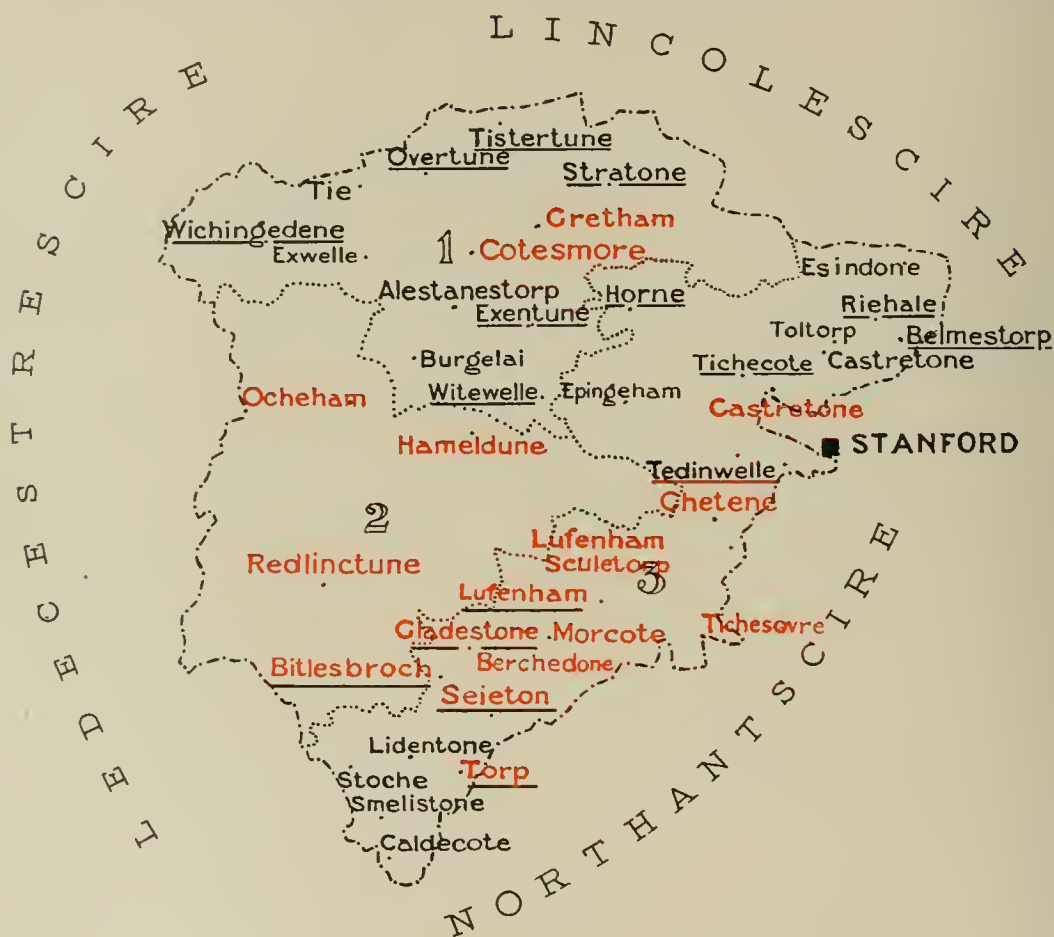 LINCOLESCIRE
LEDECESTRESCIRE
Tistertune
Overtune
Stratone
Tie
Gretham
Wichingedene
1
Cotesmore
Exwelle
Esindone
Alestanestorp
Horne
Riehale
Exentune
Toltorp
Belmestorp
Burgelai
Tichecote
Castretone
Witewelle
Epingeham
Ocheham
Castretone
Hameldune
STANFORD
Tedinwelle
Chetene
2
Lufenham
Sculetorp
Redlinctune
3
Lufenham
Gladestone
Morcote
Tichesovre
Bitlesbroch
Berchedone
Seieton
Lidentone
Torp
Stoche
Smelistone
Caldecote
NORTHANTSCIRE